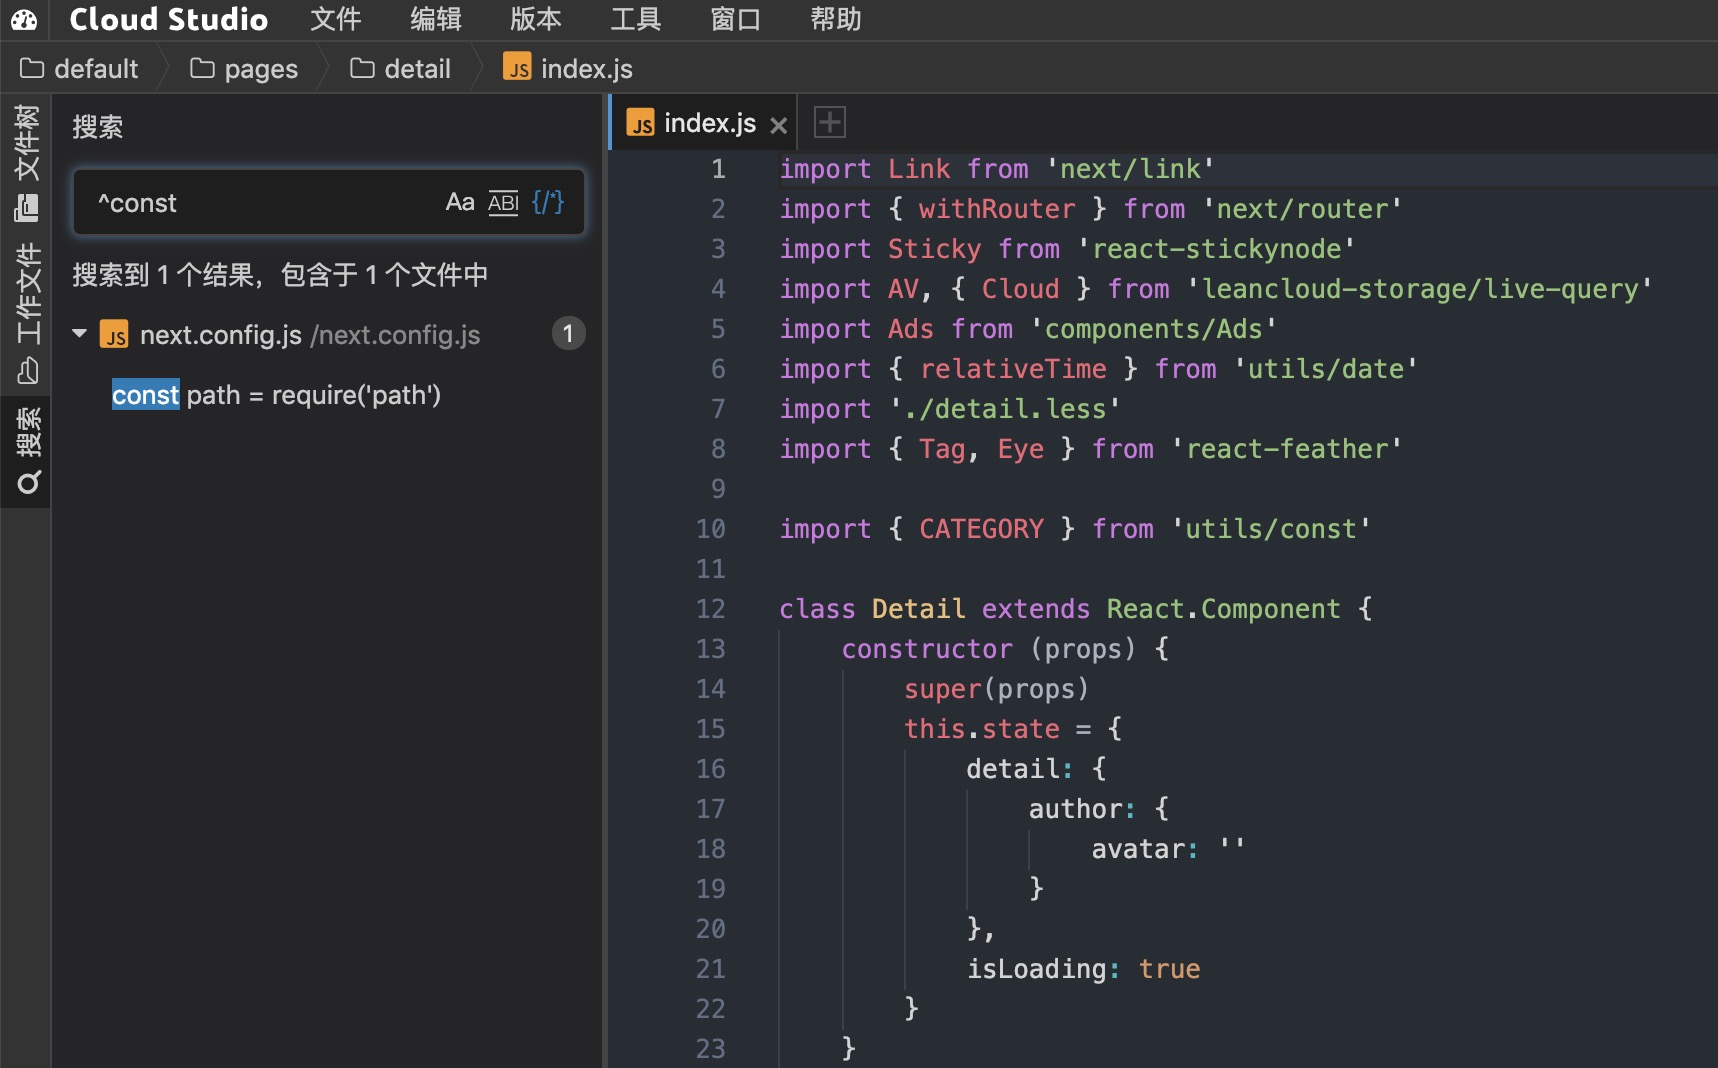 Cloud Studio 文件 编辑 版本 工具 窗口 帮助
default pages detail JS index.js
文件树
工作文件
搜索
搜索
^const Aa ABI {/*}
搜索到 1 个结果，包含于 1 个文件中
JS next.config.js /next.config.js 1
const path = require('path')
JS index.js
1 import Link from 'next/link'
2 import { withRouter } from 'next/router'
3 import Sticky from 'react-stickynode'
4 import AV, { Cloud } from 'leancloud-storage/live-query'
5 import Ads from 'components/Ads'
6 import { relativeTime } from 'utils/date'
7 import './detail.less'
8 import { Tag, Eye } from 'react-feather'
9
10 import { CATEGORY } from 'utils/const'
11
12 class Detail extends React.Component {
13 constructor (props) {
14 super(props)
15 this.state = {
16 detail: {
17 author: {
18 avatar: ''
19 }
20 },
21 isLoading: true
22 }
23 }